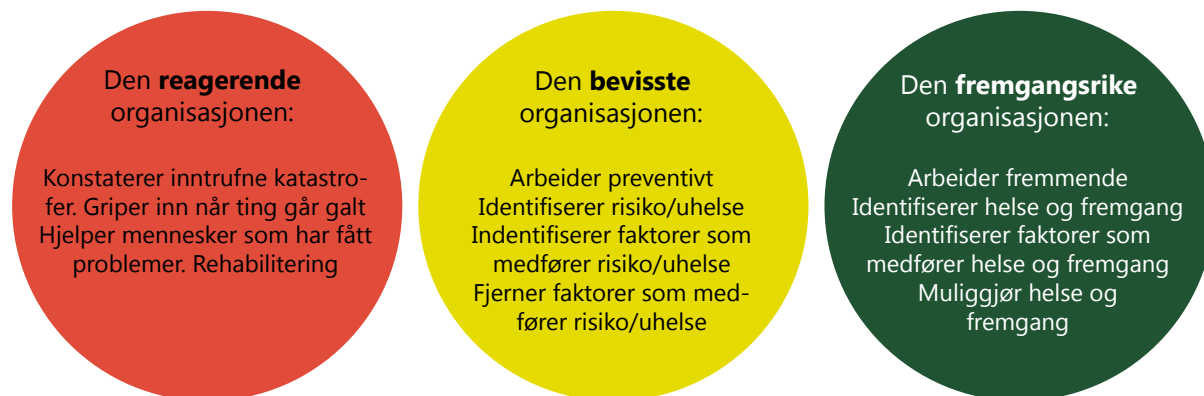 Den reagerende
organisasjonen:
Konstaterer inntrufne katastro-
fer. Griper inn når ting går galt
Hjelper mennesker som har fått
problemer. Rehabilitering
Den bevisste
organisasjonen:
Arbeider preventivt
Identifiserer risiko/uhelse
Indentifiserer faktorer som
medfører risiko/uhelse
Fjerner faktorer som med-
fører risiko/uhelse
Den fremgangsrike
organisasjonen:
Arbeider fremmende
Identifiserer helse og fremgang
Identifiserer faktorer som
medfører helse og fremgang
Muliggjør helse og
fremgang